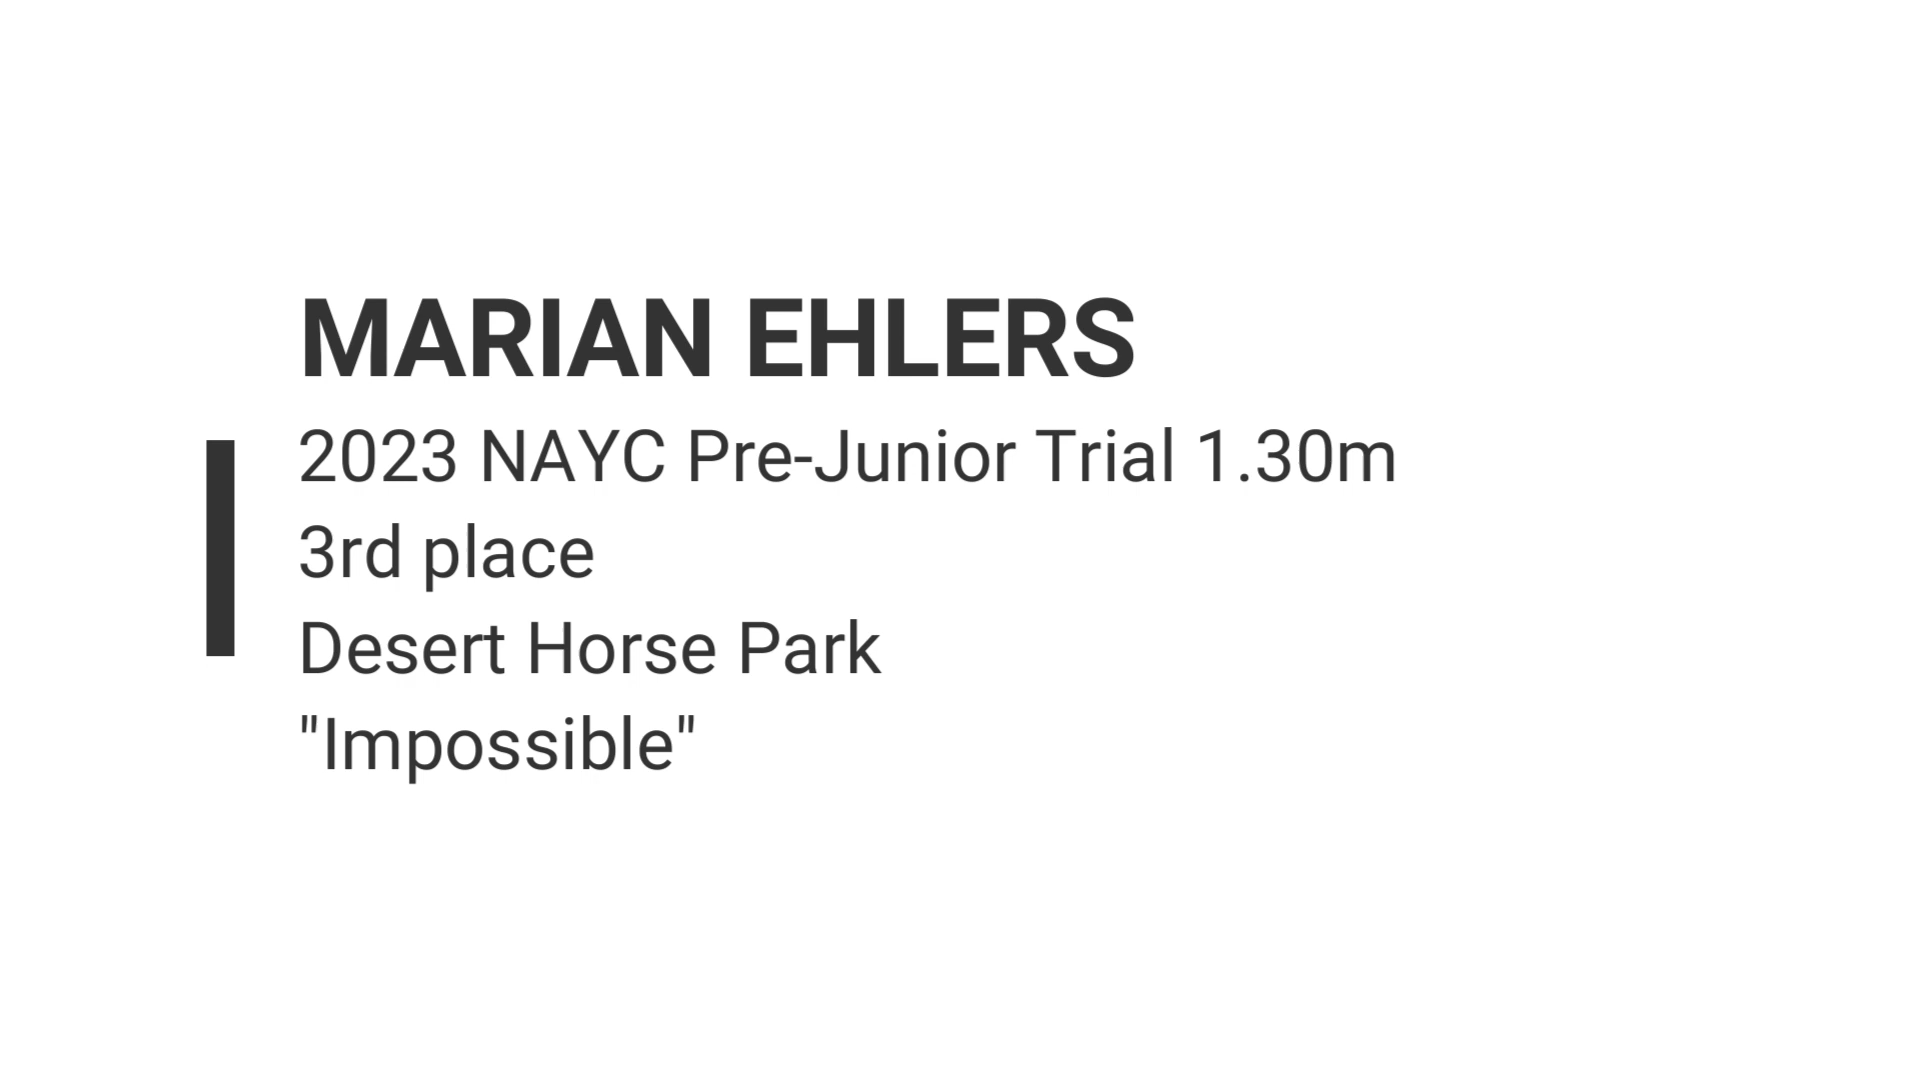 MARIAN EHLERS
2023 NAYC Pre-Junior Trial 1.30m
3rd place
Desert Horse Park
"Impossible"